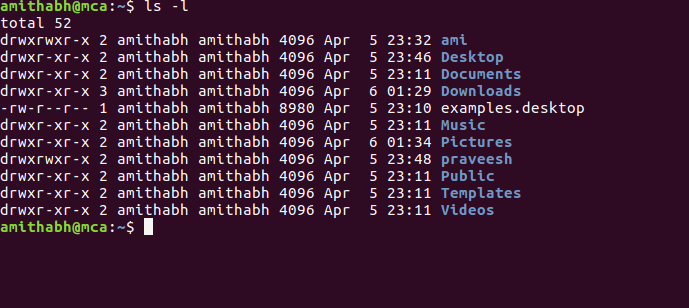 amithabh@mca:~$ ls -l
total 52
drwxrwxr-x 2 amithabh amithabh 4096 Apr  5 23:32 ami
drwxr-xr-x 2 amithabh amithabh 4096 Apr  5 23:46 Desktop
drwxr-xr-x 2 amithabh amithabh 4096 Apr  5 23:11 Documents
drwxr-xr-x 3 amithabh amithabh 4096 Apr  6 01:29 Downloads
-rw-r--r-- 1 amithabh amithabh 8980 Apr  5 23:10 examples.desktop
drwxr-xr-x 2 amithabh amithabh 4096 Apr  5 23:11 Music
drwxr-xr-x 2 amithabh amithabh 4096 Apr  6 01:34 Pictures
drwxrwxr-x 2 amithabh amithabh 4096 Apr  5 23:48 praveesh
drwxr-xr-x 2 amithabh amithabh 4096 Apr  5 23:11 Public
drwxr-xr-x 2 amithabh amithabh 4096 Apr  5 23:11 Templates
drwxr-xr-x 2 amithabh amithabh 4096 Apr  5 23:11 Videos
amithabh@mca:~$